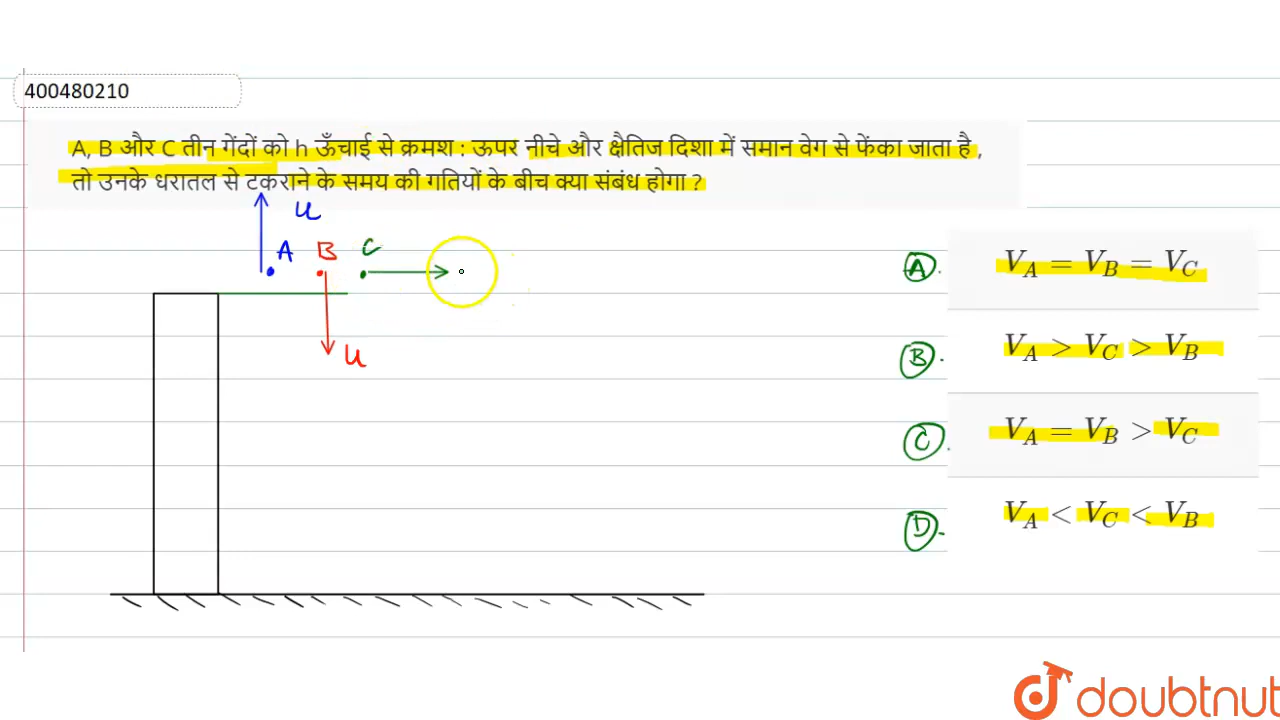 400480210
A, B और C तीन गेंदों को h ऊँचाई से क्रमश : ऊपर नीचे और क्षैतिज दिशा में समान वेग से फेंका जाता है ,
तो उनके धरातल से टकराने के समय की गतियों के बीच क्या संबंध होगा ?
u
A B C
u
A. V_A = V_B = V_C
B. V_A > V_C > V_B
C. V_A = V_B > V_C
D. V_A < V_C < V_B
doubtnut